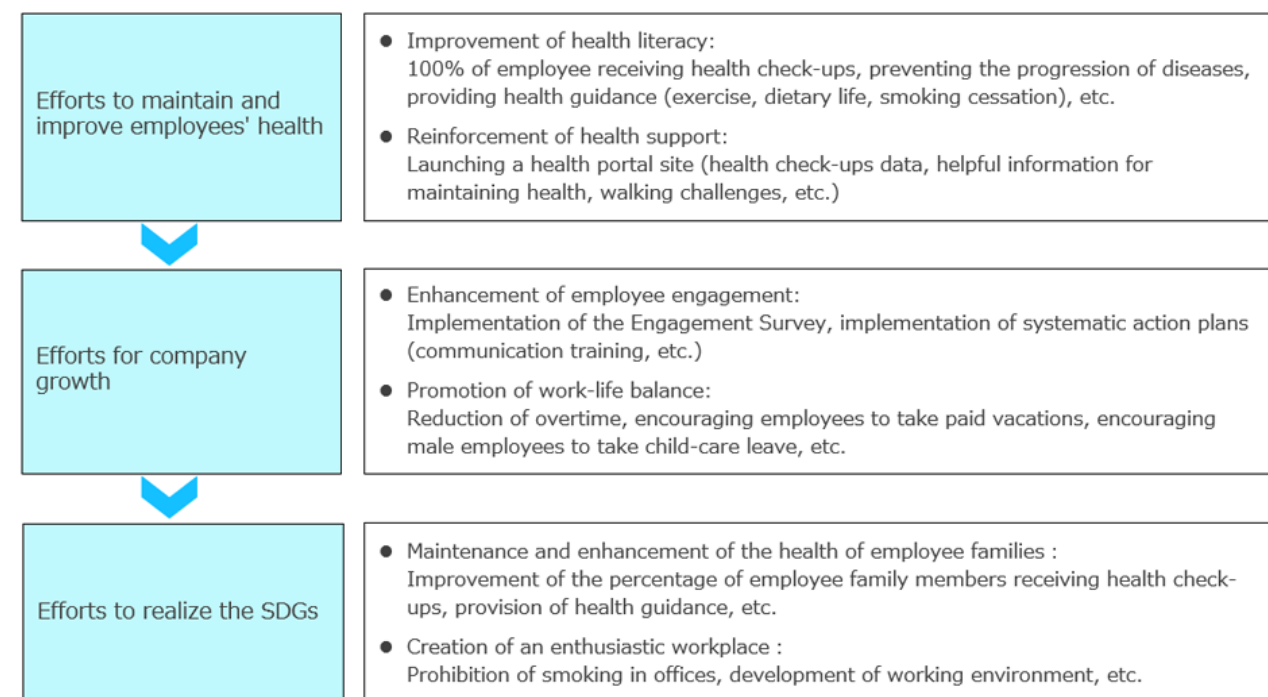 Efforts to maintain and
improve employees' health
● Improvement of health literacy:
100% of employee receiving health check-ups, preventing the progression of diseases,
providing health guidance (exercise, dietary life, smoking cessation), etc.
● Reinforcement of health support:
Launching a health portal site (health check-ups data, helpful information for
maintaining health, walking challenges, etc.)
Efforts for company
growth
● Enhancement of employee engagement:
Implementation of the Engagement Survey, implementation of systematic action plans
(communication training, etc.)
● Promotion of work-life balance:
Reduction of overtime, encouraging employees to take paid vacations, encouraging
male employees to take child-care leave, etc.
Efforts to realize the SDGs
● Maintenance and enhancement of the health of employee families :
Improvement of the percentage of employee family members receiving health check-
ups, provision of health guidance, etc.
● Creation of an enthusiastic workplace :
Prohibition of smoking in offices, development of working environment, etc.